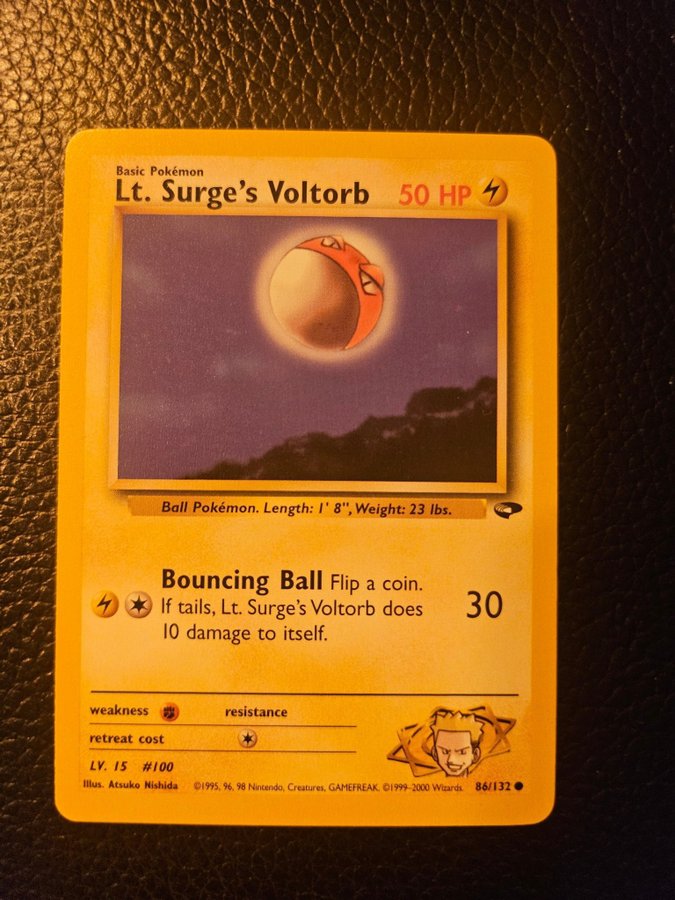 Basic Pokémon
Lt. Surge's Voltorb 50 HP
Ball Pokémon. Length: 1' 8", Weight: 23 lbs.
Bouncing Ball Flip a coin.
If tails, Lt. Surge's Voltorb does 30
10 damage to itself.
weakness resistance
retreat cost
LV. 15 #100
Illus. Atsuko Nishida ©1995, 96, 98 Nintendo, Creatures, GAMEFREAK. ©1999-2000 Wizards. 86/132